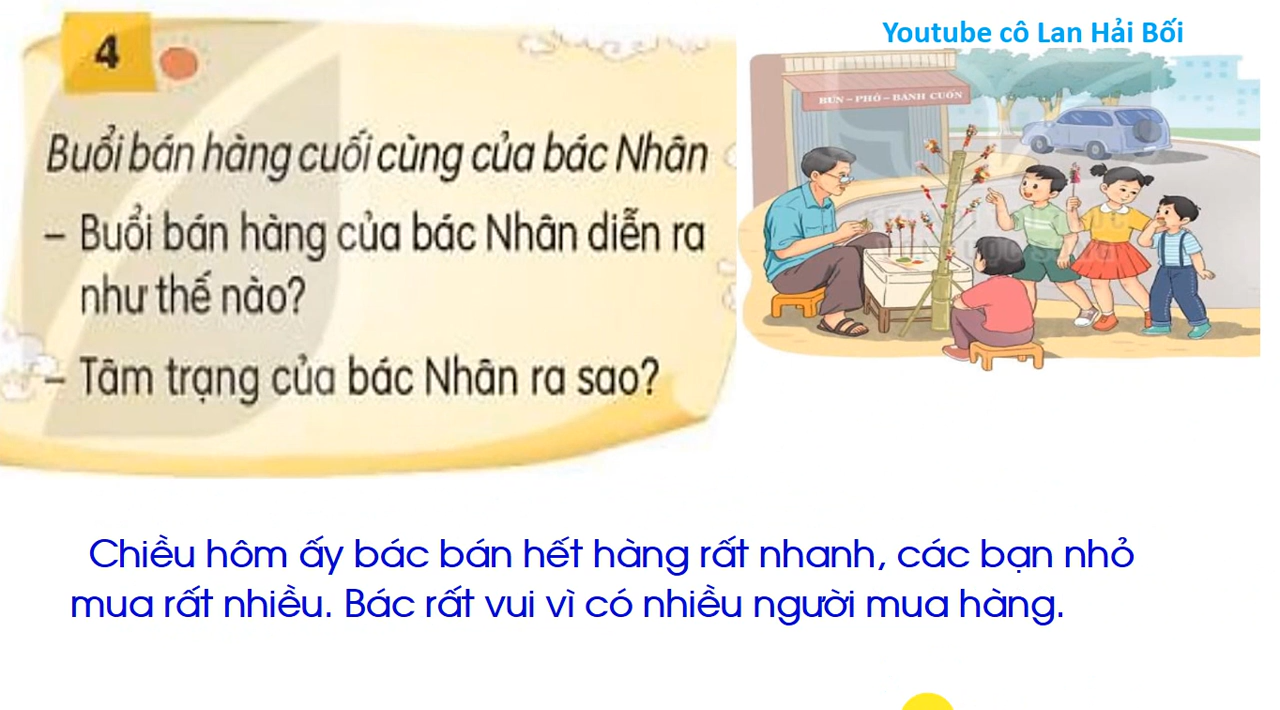 Youtube cô Lan Hải Bối
4
Buổi bán hàng cuối cùng của bác Nhân
– Buổi bán hàng của bác Nhân diễn ra
như thế nào?
– Tâm trạng của bác Nhân ra sao?
BÚN – PHỞ – BÁNH CUỐN
Chiều hôm ấy bác bán hết hàng rất nhanh, các bạn nhỏ
mua rất nhiều. Bác rất vui vì có nhiều người mua hàng.